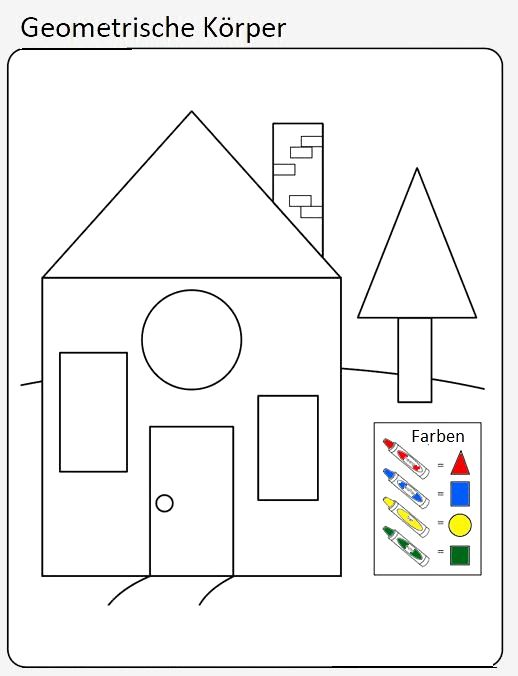 Geometrische Körper
Farben
=
=
=
=